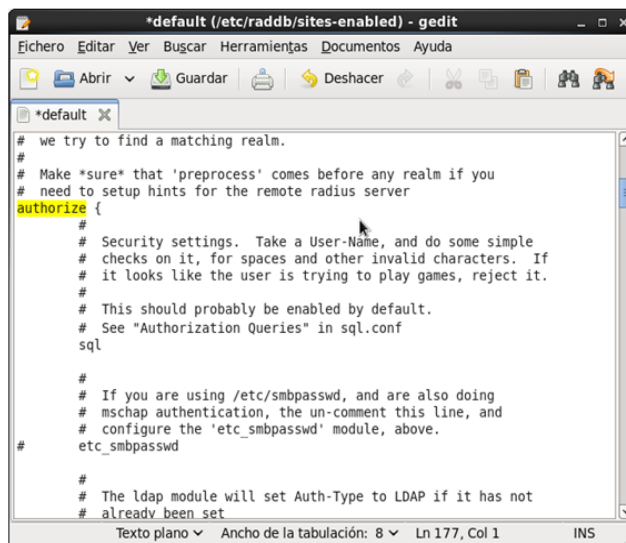 *default (/etc/raddb/sites-enabled) - gedit
Fichero Editar Ver Buscar Herramientas Documentos Ayuda
Abrir Guardar Deshacer
*default
#  we try to find a matching realm.
#
#  Make *sure* that 'preprocess' comes before any realm if you
#  need to setup hints for the remote radius server
authorize {
        #
        #  Security settings.  Take a User-Name, and do some simple
        #  checks on it, for spaces and other invalid characters.  If
        #  it looks like the user is trying to play games, reject it.
        #
        #  This should probably be enabled by default.
        #  See "Authorization Queries" in sql.conf
        sql
        #
        #  If you are using /etc/smbpasswd, and are also doing
        #  mschap authentication, the un-comment this line, and
        #  configure the 'etc_smbpasswd' module, above.
#       etc_smbpasswd
        #
        #  The ldap module will set Auth-Type to LDAP if it has not
        #  already been set
Texto plano Ancho de la tabulación: 8 Ln 177, Col 1 INS